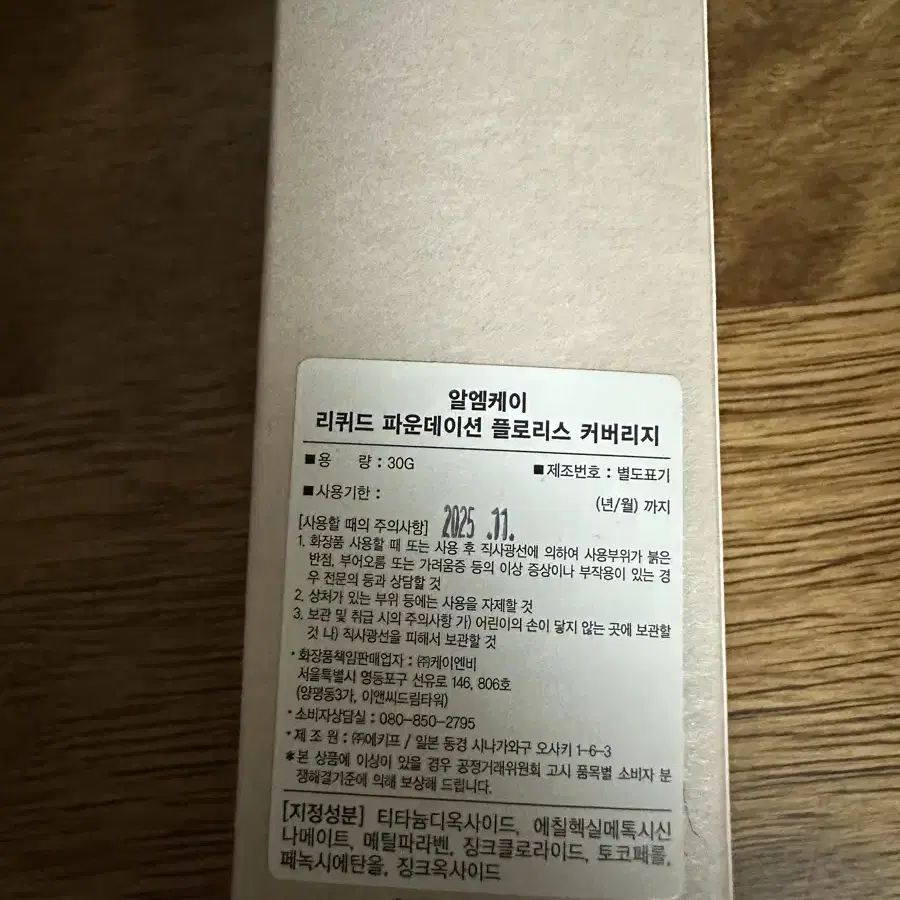 알엠케이
리퀴드 파운데이션 플로리스 커버리지
■용 량 : 30G ■제조번호 : 별도표기
■사용기한 : (년/월) 까지
2025 .11.
[사용할 때의 주의사항]
1. 화장품 사용할 때 또는 사용 후 직사광선에 의하여 사용부위가 붉은
반점, 부어오름 또는 가려움증 등의 이상 증상이나 부작용이 있는 경
우 전문의 등과 상담할 것
2. 상처가 있는 부위 등에는 사용을 자제할 것
3. 보관 및 취급 시의 주의사항 가) 어린이의 손이 닿지 않는 곳에 보관할
것 나) 직사광선을 피해서 보관할 것
• 화장품책임판매업자 : ㈜케이엔비
서울특별시 영등포구 선유로 146, 806호
(양평동3가, 이앤씨드림타워)
• 소비자상담실 : 080-850-2795
• 제 조 원 : ㈜에키프 / 일본 동경 시나가와구 오사키 1-6-3
*본 상품에 이상이 있을 경우 공정거래위원회 고시 품목별 소비자 분
쟁해결기준에 의해 보상해 드립니다.
[지정성분] 티타늄디옥사이드, 에칠헥실메톡시신
나메이트, 메틸파라벤, 징크클로라이드, 토코페롤,
페녹시에탄올, 징크옥사이드